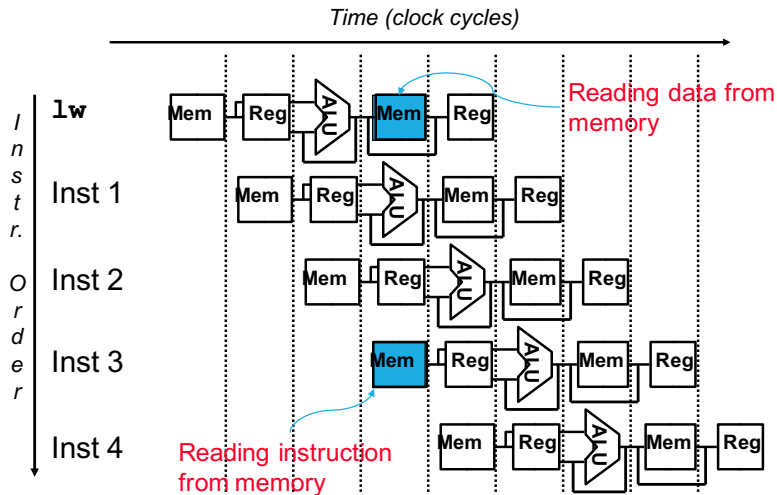 Time (clock cycles)
Instr. Order
lw
Mem Reg ALU Mem Reg
Reading data from
memory
Inst 1
Mem Reg ALU Mem Reg
Inst 2
Mem Reg ALU Mem Reg
Inst 3
Mem Reg ALU Mem Reg
Inst 4
Mem Reg ALU Mem Reg
Reading instruction
from memory